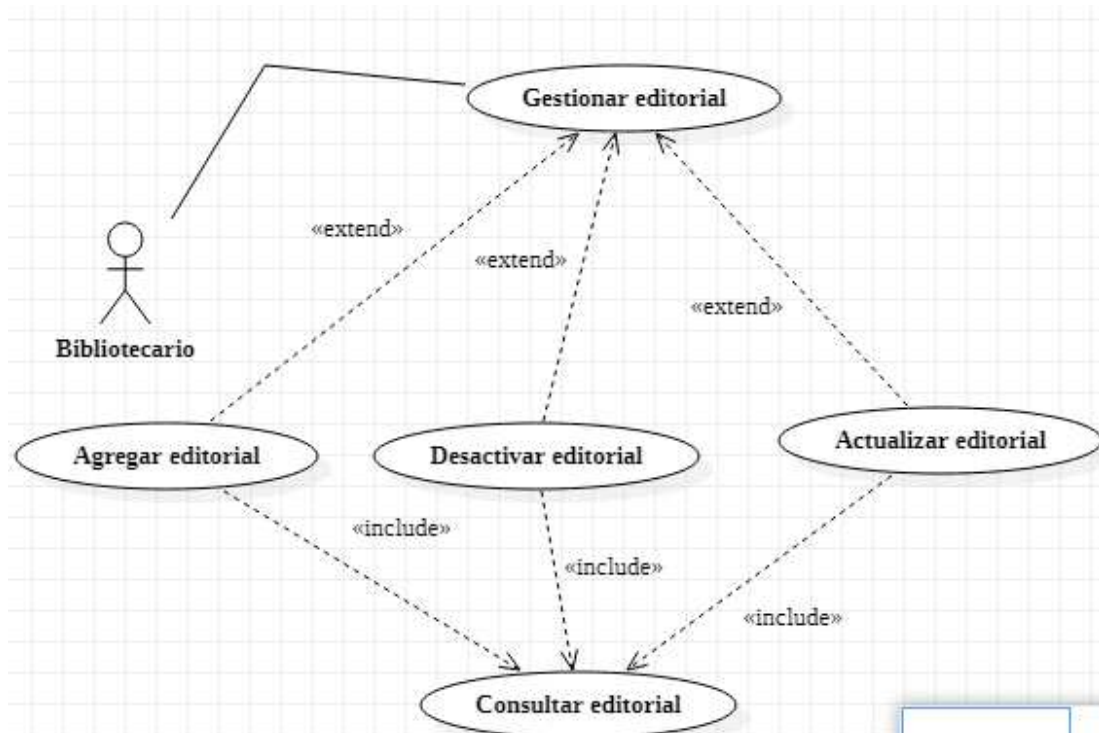 Gestionar editorial
«extend»
«extend»
«extend»
Bibliotecario
Agregar editorial
Desactivar editorial
Actualizar editorial
«include»
«include»
«include»
Consultar editorial